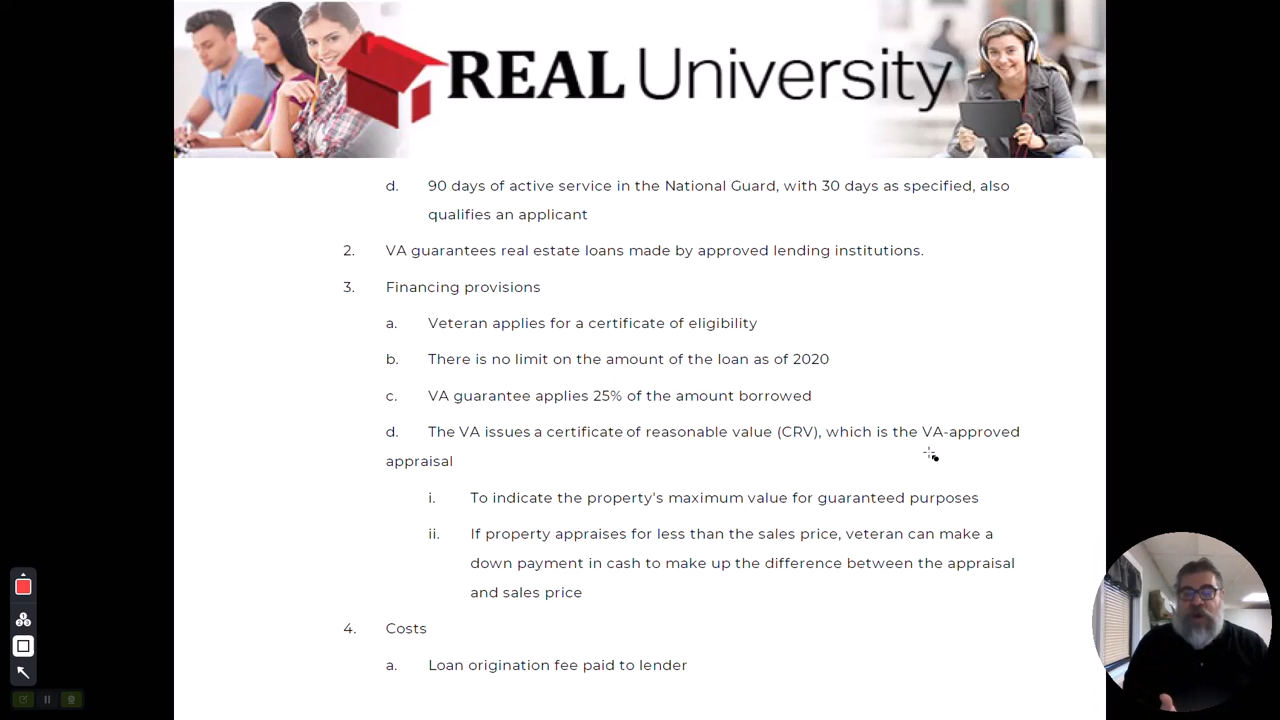 REAL University
d. 90 days of active service in the National Guard, with 30 days as specified, also
qualifies an applicant
2. VA guarantees real estate loans made by approved lending institutions.
3. Financing provisions
a. Veteran applies for a certificate of eligibility
b. There is no limit on the amount of the loan as of 2020
c. VA guarantee applies 25% of the amount borrowed
d. The VA issues a certificate of reasonable value (CRV), which is the VA-approved
appraisal
i. To indicate the property's maximum value for guaranteed purposes
ii. If property appraises for less than the sales price, veteran can make a
down payment in cash to make up the difference between the appraisal
and sales price
4. Costs
a. Loan origination fee paid to lender